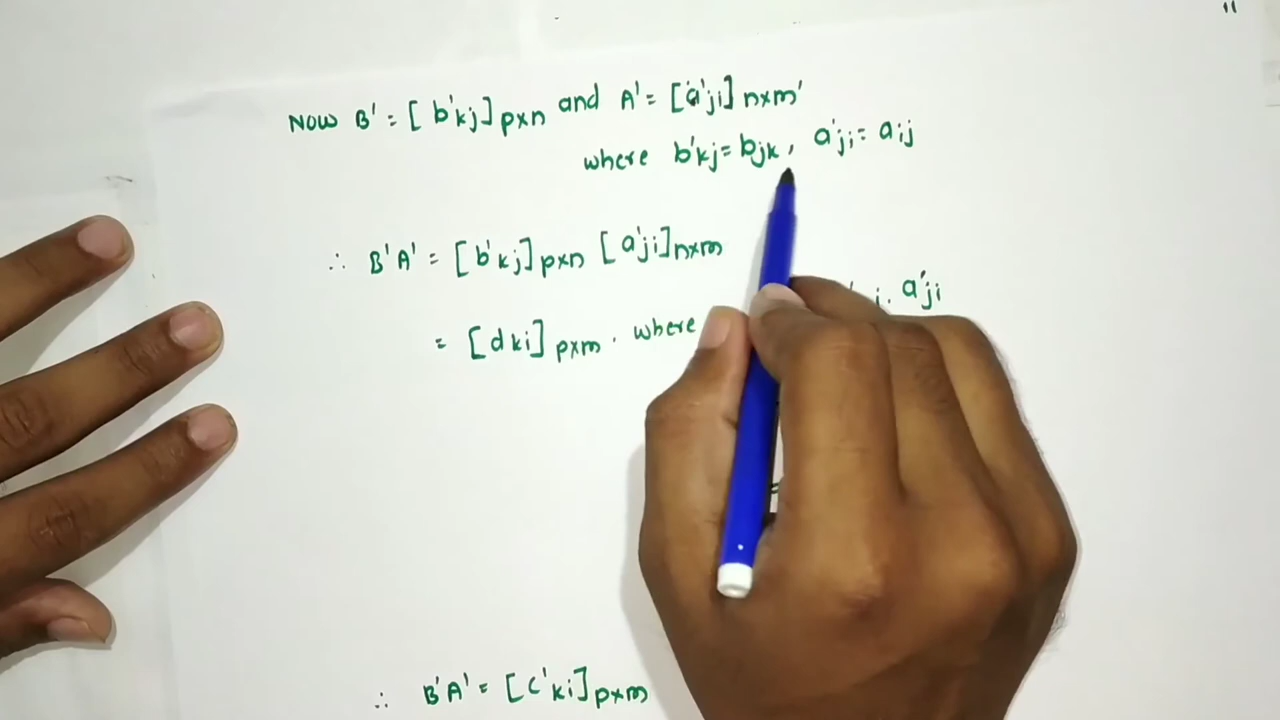 Now B' = [b'kj]pxn and A' = [a'ji]nxm'
where b'kj = bjk, a'ji = aij
∴ B'A' = [b'kj]pxn [a'ji]nxm
= [dki]pxm. where j. a'ji
=
∴ B'A' = [c'ki]pxm